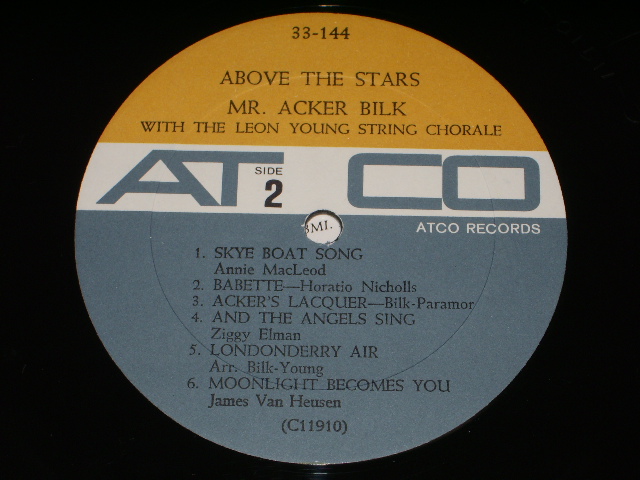 33-144
ABOVE THE STARS
MR. ACKER BILK
WITH THE LEON YOUNG STRING CHORALE
ATCO
SIDE
2
ATCO RECORDS
1. SKYE BOAT SONG
Annie MacLeod
2. BABETTE—Horatio Nicholls
3. ACKER'S LACQUER—Bilk-Paramor
4. AND THE ANGELS SING
Ziggy Elman
5. LONDONDERRY AIR
Arr. Bilk-Young
6. MOONLIGHT BECOMES YOU
James Van Heusen
(C11910)